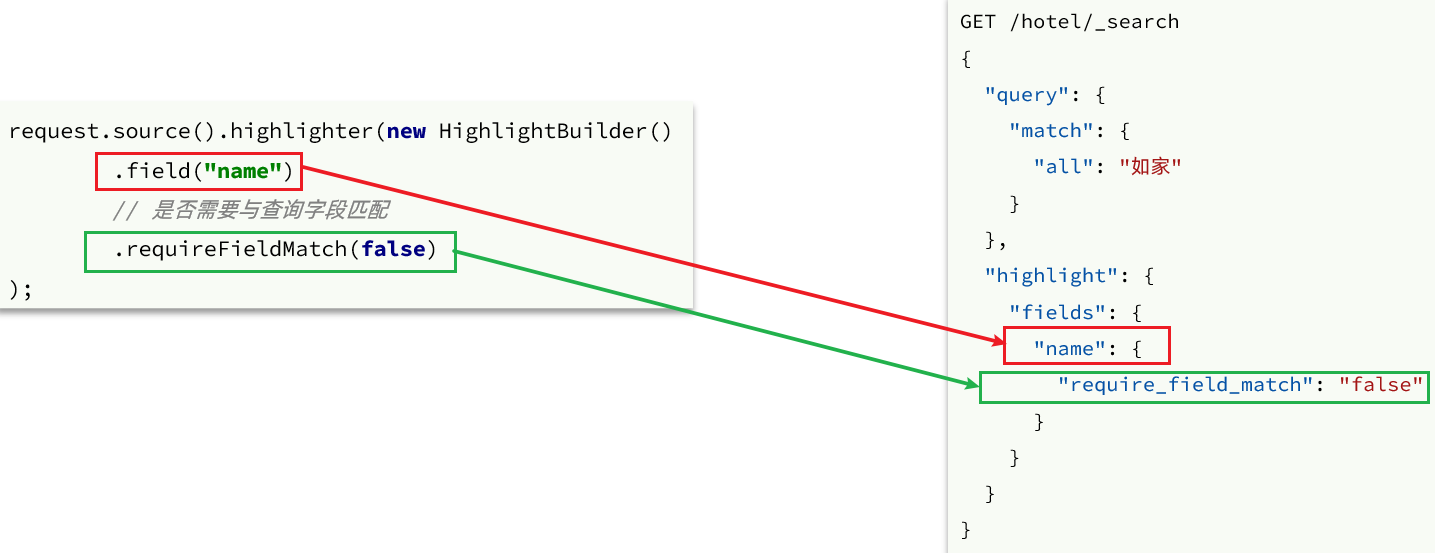 request.source().highlighter(new HighlightBuilder()
.field("name")
// 是否需要与查询字段匹配
.requireFieldMatch(false)
);
GET /hotel/_search
{
"query": {
"match": {
"all": "如家"
}
},
"highlight": {
"fields": {
"name": {
"require_field_match": "false"
}
}
}
}